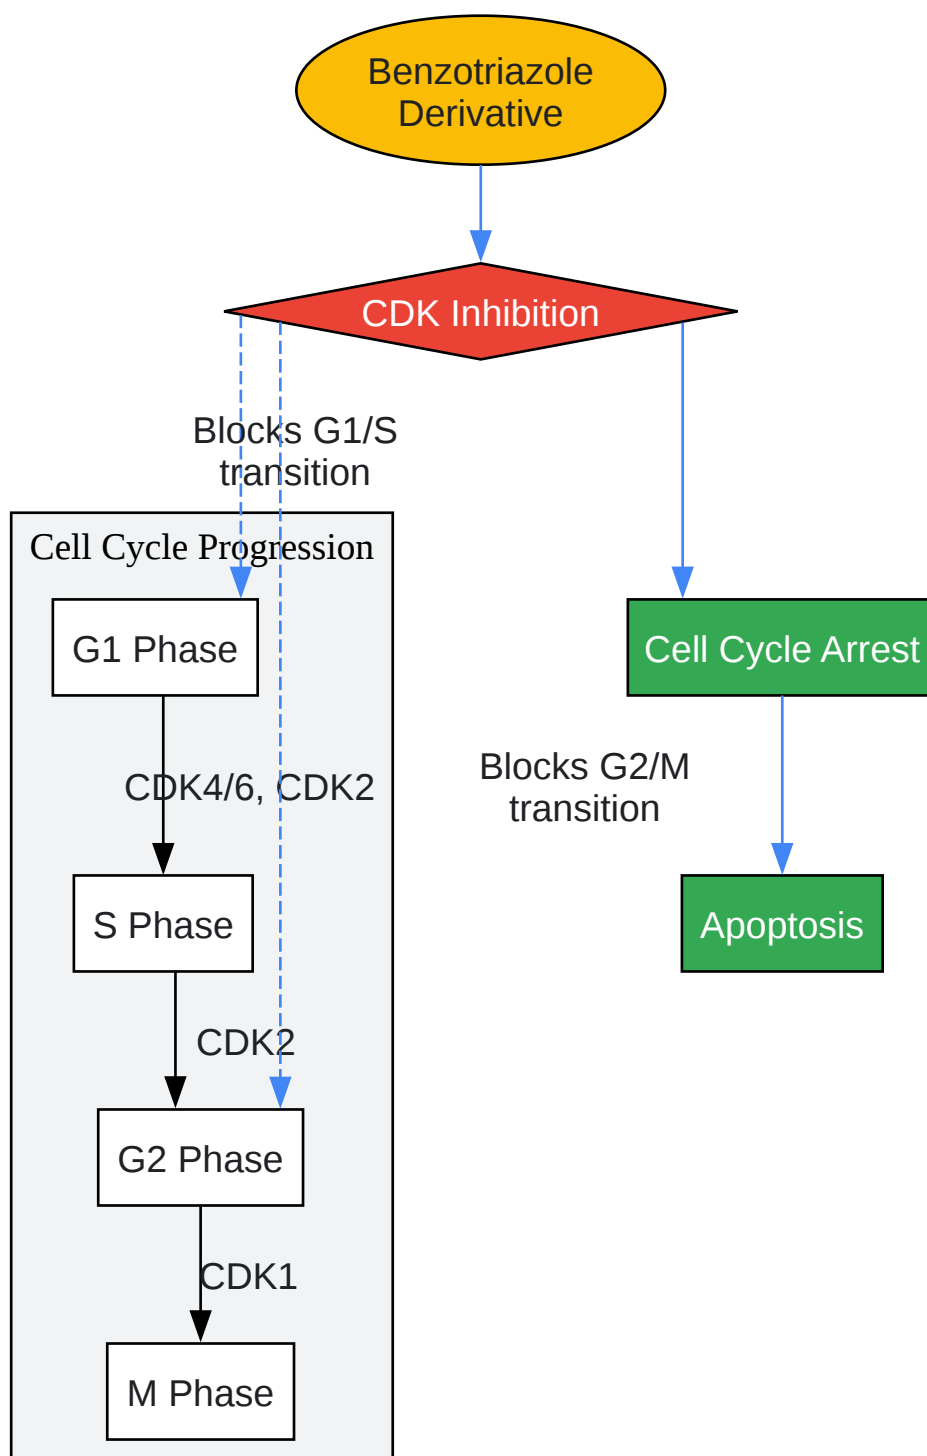 Benzotriazole
Derivative
CDK Inhibition
Blocks G1/S
transition
Cell Cycle Progression
G1 Phase
Cell Cycle Arrest
CDK4/6, CDK2
Blocks G2/M
transition
S Phase
Apoptosis
CDK2
G2 Phase
CDK1
M Phase